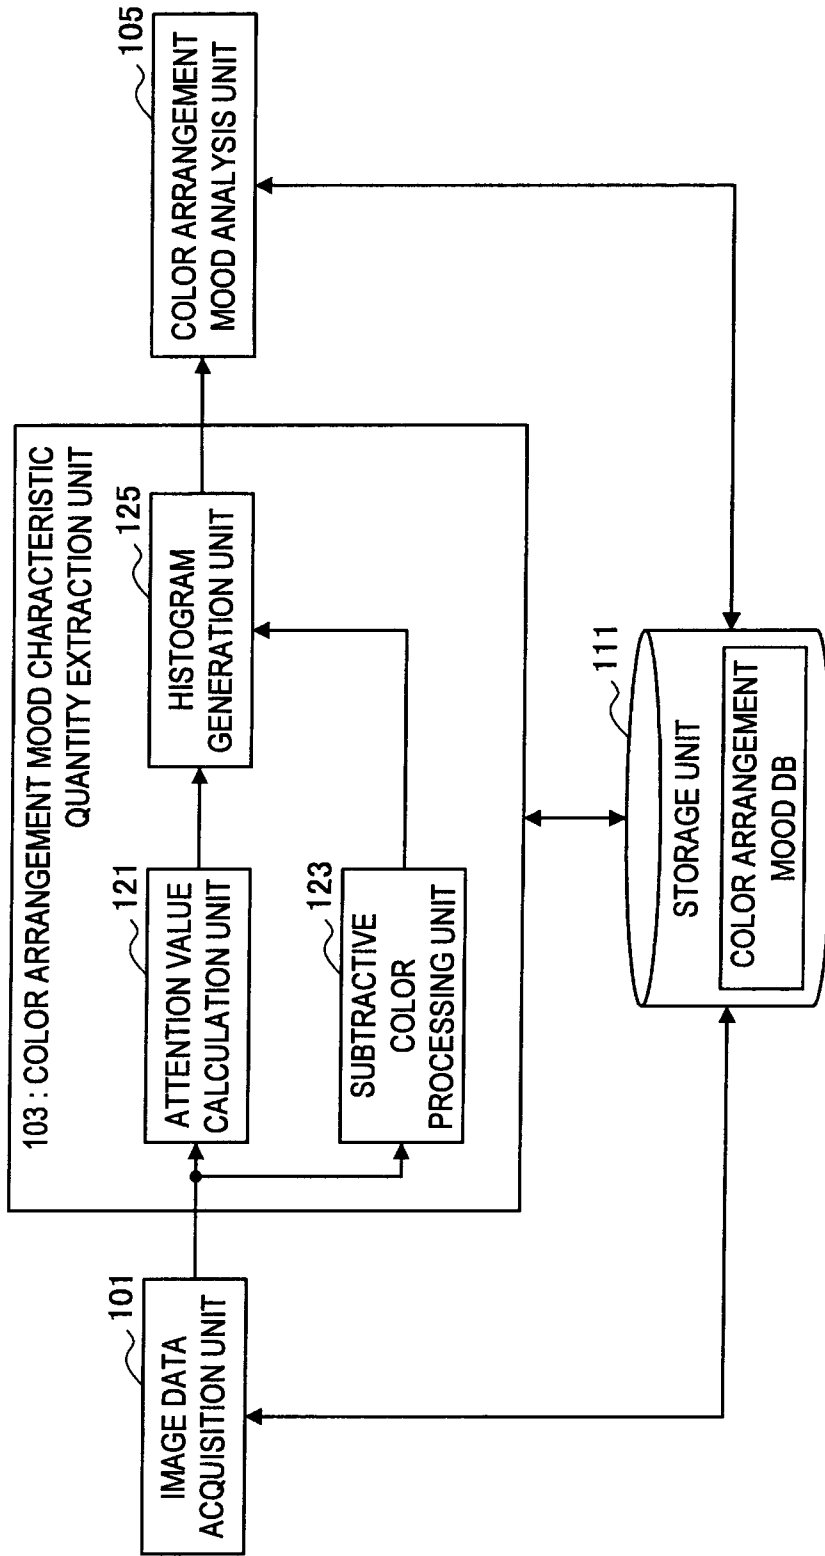 103 : COLOR ARRANGEMENT MOOD CHARACTERISTIC
QUANTITY EXTRACTION UNIT
101
IMAGE DATA
ACQUISITION UNIT
121
ATTENTION VALUE
CALCULATION UNIT
125
HISTOGRAM
GENERATION UNIT
105
COLOR ARRANGEMENT
MOOD ANALYSIS UNIT
123
SUBTRACTIVE
COLOR
PROCESSING UNIT
111
STORAGE UNIT
COLOR ARRANGEMENT
MOOD DB